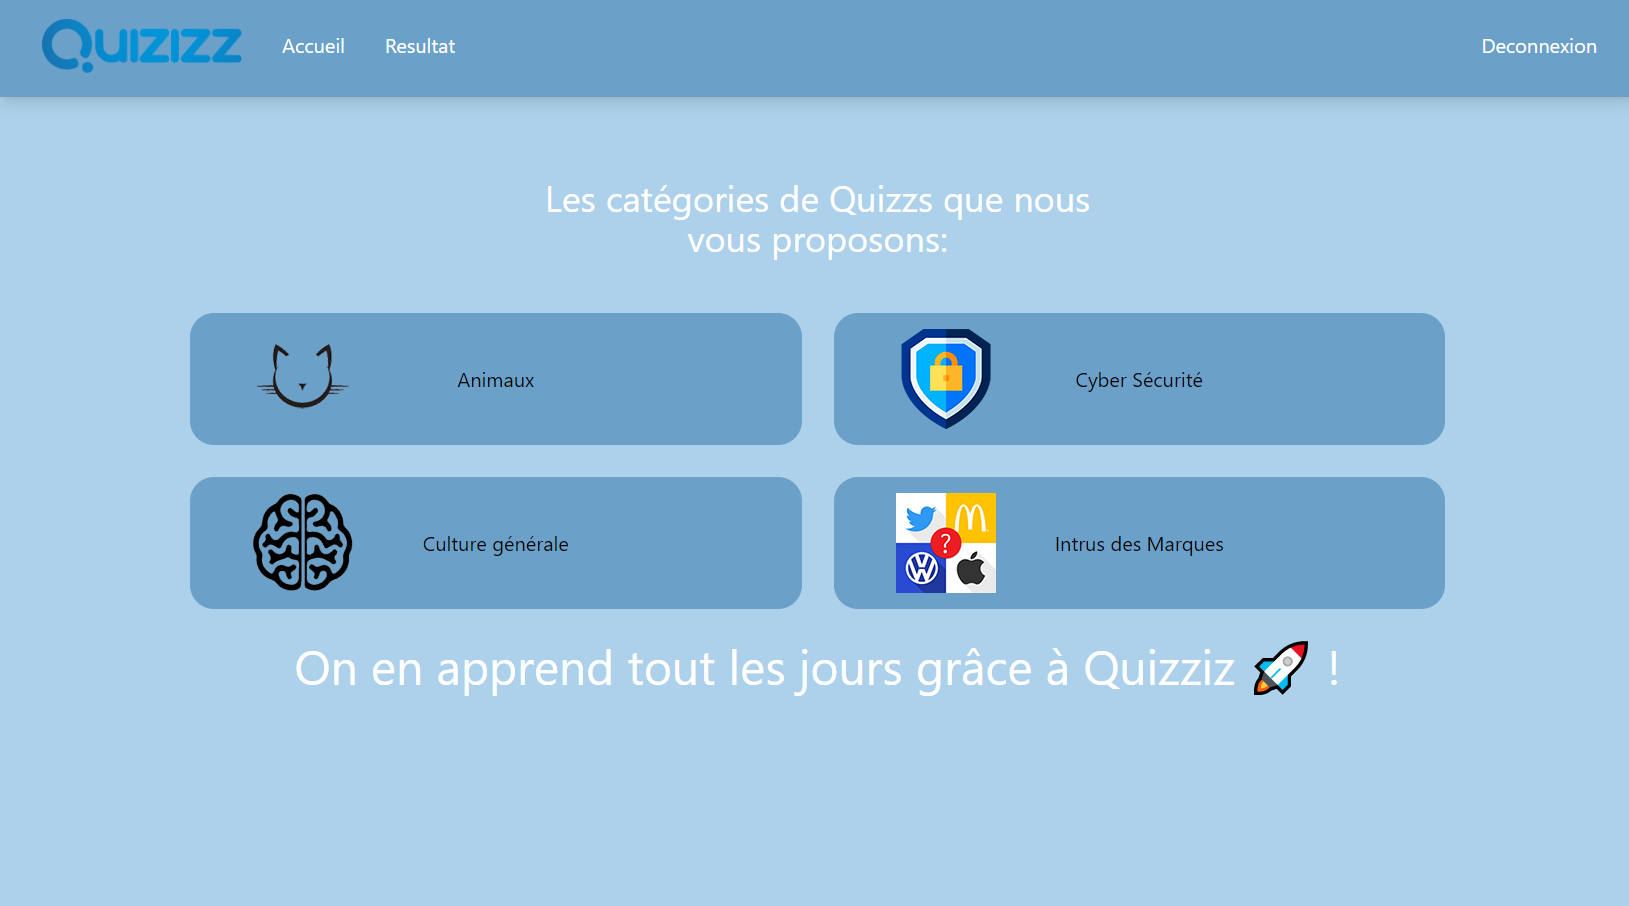 Quizizz
Accueil
Resultat
Deconnexion
Les catégories de Quizzs que nous
vous proposons:
Animaux
Cyber Sécurité
Culture générale
?
Intrus des Marques
On en apprend tout les jours grâce à Quizziz 🚀 !